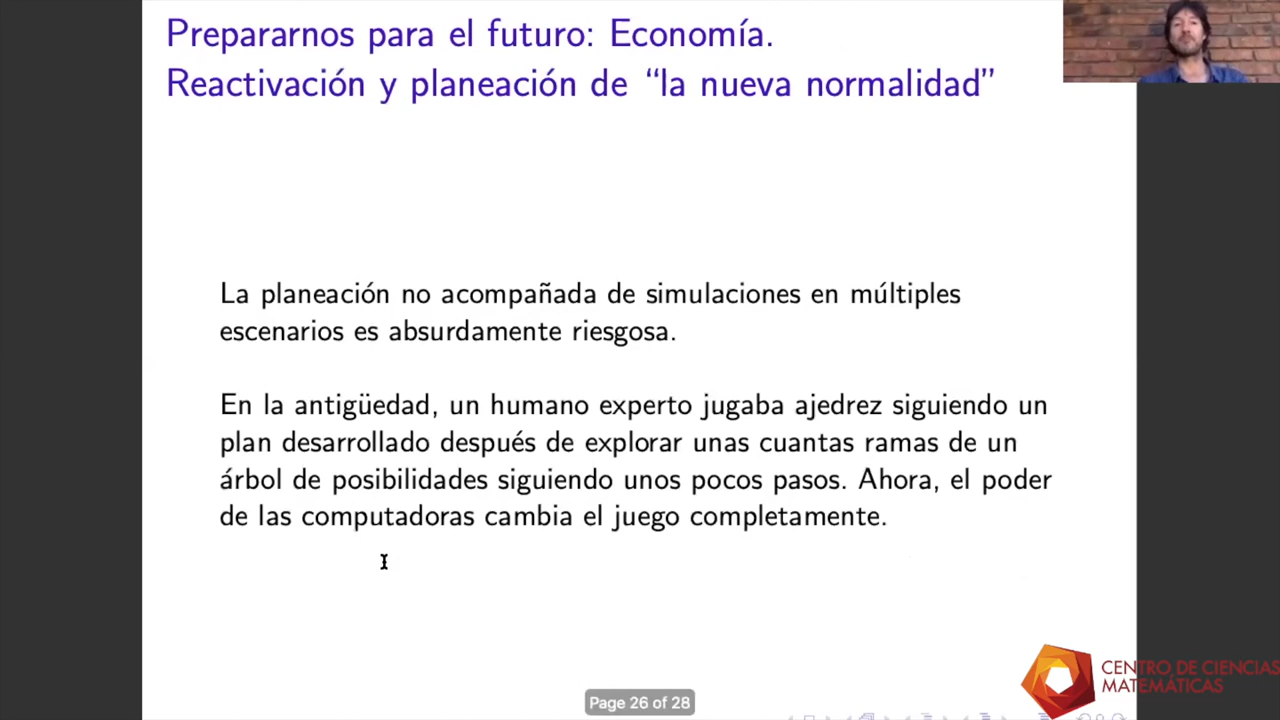 Prepararnos para el futuro: Economía.
Reactivación y planeación de “la nueva normalidad”
La planeación no acompañada de simulaciones en múltiples
escenarios es absurdamente riesgosa.
En la antigüedad, un humano experto jugaba ajedrez siguiendo un
plan desarrollado después de explorar unas cuantas ramas de un
árbol de posibilidades siguiendo unos pocos pasos. Ahora, el poder
de las computadoras cambia el juego completamente.
CENTRO DE CIENCIAS
MATEMÁTICAS
Page 26 of 28